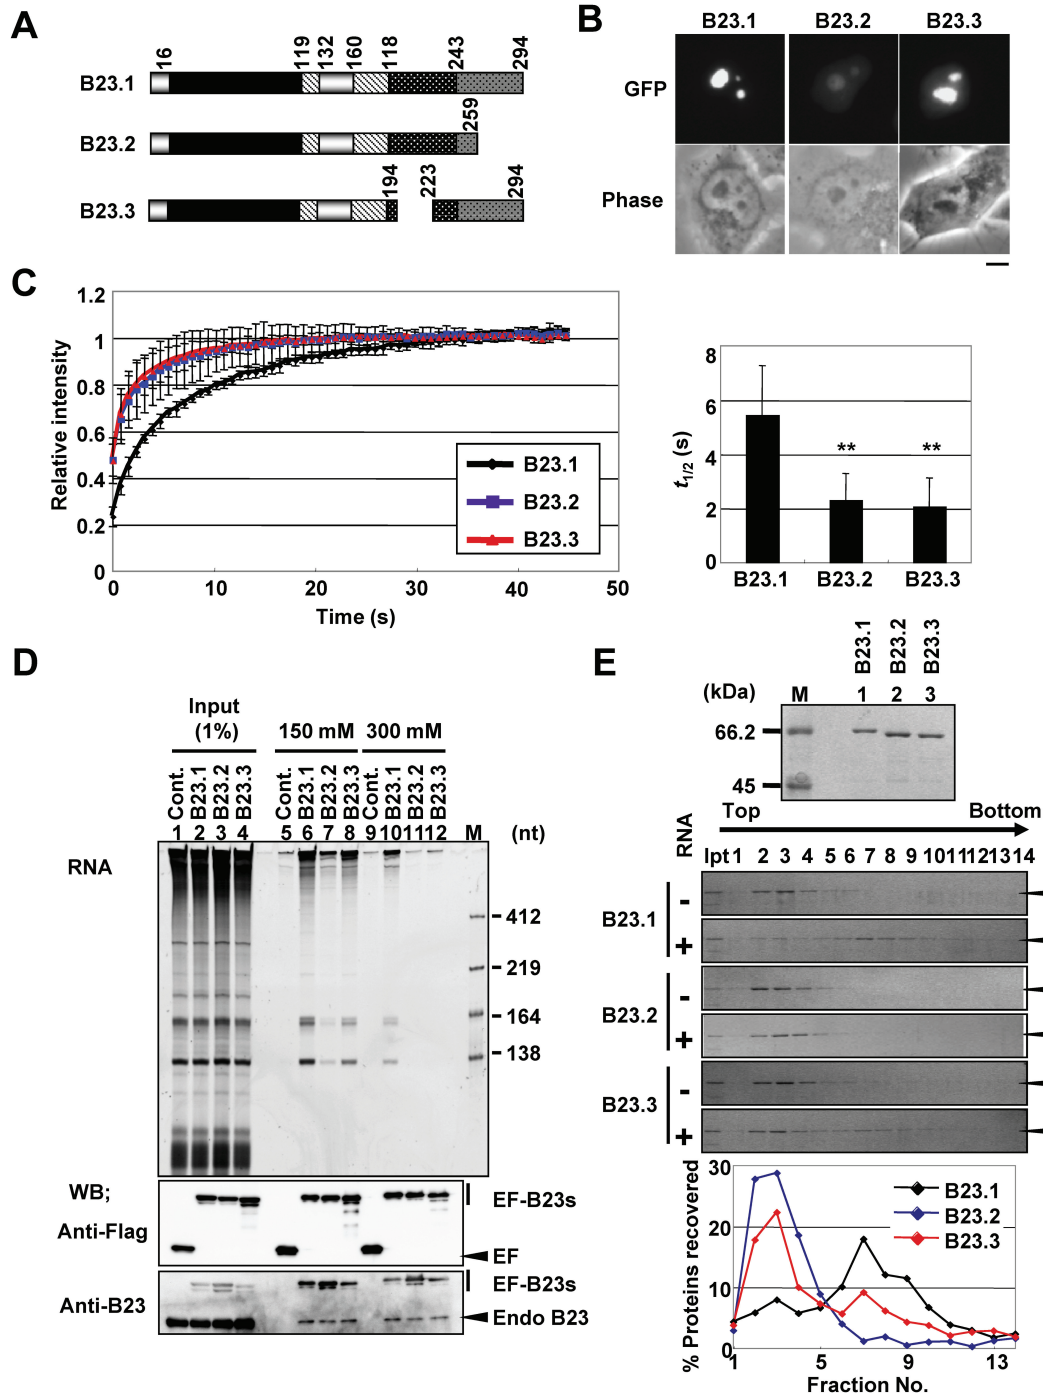 A
16 119 132 160 118 243 294
B23.1
259
B23.2
194 223 294
B23.3
B
B23.1 B23.2 B23.3
GFP
Phase
C
Relative intensity
1.2
1
0.8
0.6
0.4
0.2
0
0 10 20 30 40 50
Time (s)
B23.1
B23.2
B23.3
t1/2 (s)
8
6
4
2
0
** **
B23.1 B23.2 B23.3
D
Input
(1%)
150 mM 300 mM
Cont. B23.1 B23.2 B23.3 Cont. B23.1 B23.2 B23.3 Cont. B23.1 B23.2 B23.3
1 2 3 4 5 6 7 8 9 10 11 12 M (nt)
RNA
412
219
164
138
WB;
Anti-Flag
EF-B23s
EF
Anti-B23
EF-B23s
Endo B23
E
B23.1 B23.2 B23.3
(kDa) M 1 2 3
66.2
45
Top Bottom
RNA
Ipt 1 2 3 4 5 6 7 8 9 10 11 12 13 14
B23.1 - +
B23.2 - +
B23.3 - +
% Proteins recovered
30
20
10
0
1 5 9 13
Fraction No.
B23.1
B23.2
B23.3